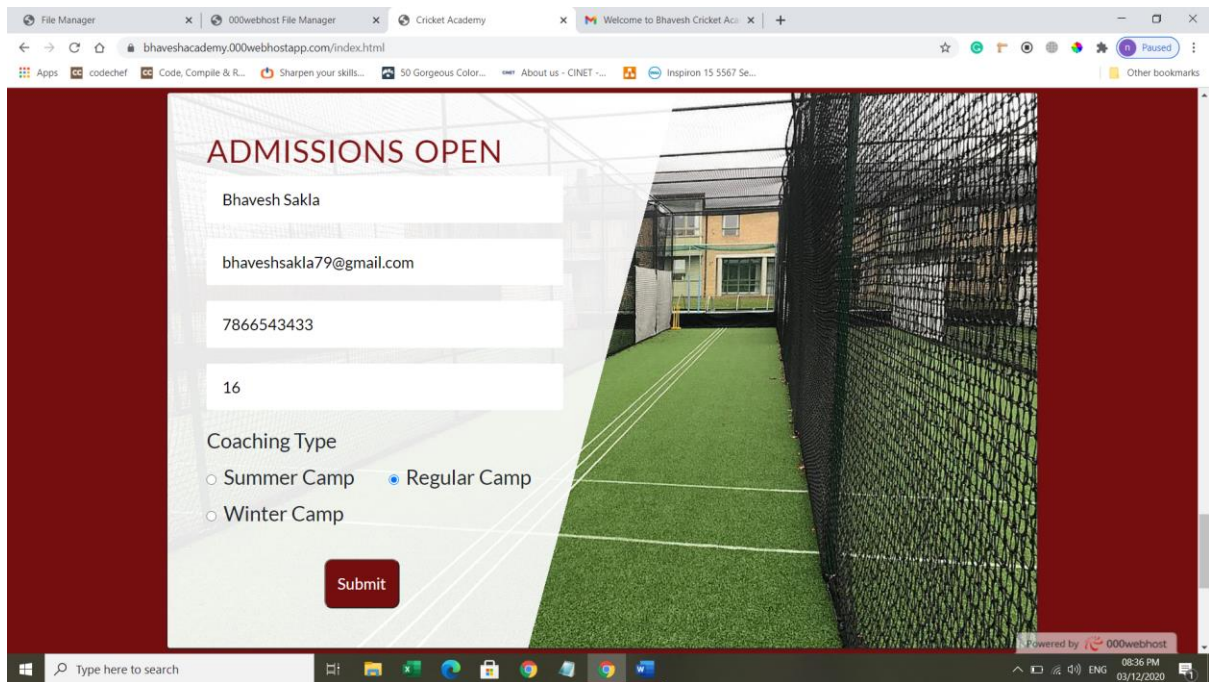 File Manager
000webhost File Manager
Cricket Academy
Welcome to Bhavesh Cricket Aca
bhaveshacademy.000webhostapp.com/index.html
n Paused
Apps
CC codechef
CC Code, Compile & R...
Sharpen your skills...
50 Gorgeous Color...
CINET About us - CINET -...
Inspiron 15 5567 Se...
Other bookmarks
ADMISSIONS OPEN
Bhavesh Sakla
bhaveshsakla79@gmail.com
7866543433
16
Coaching Type
Summer Camp
Regular Camp
Winter Camp
Submit
Powered by 000webhost
Type here to search
ENG
08:36 PM
03/12/2020